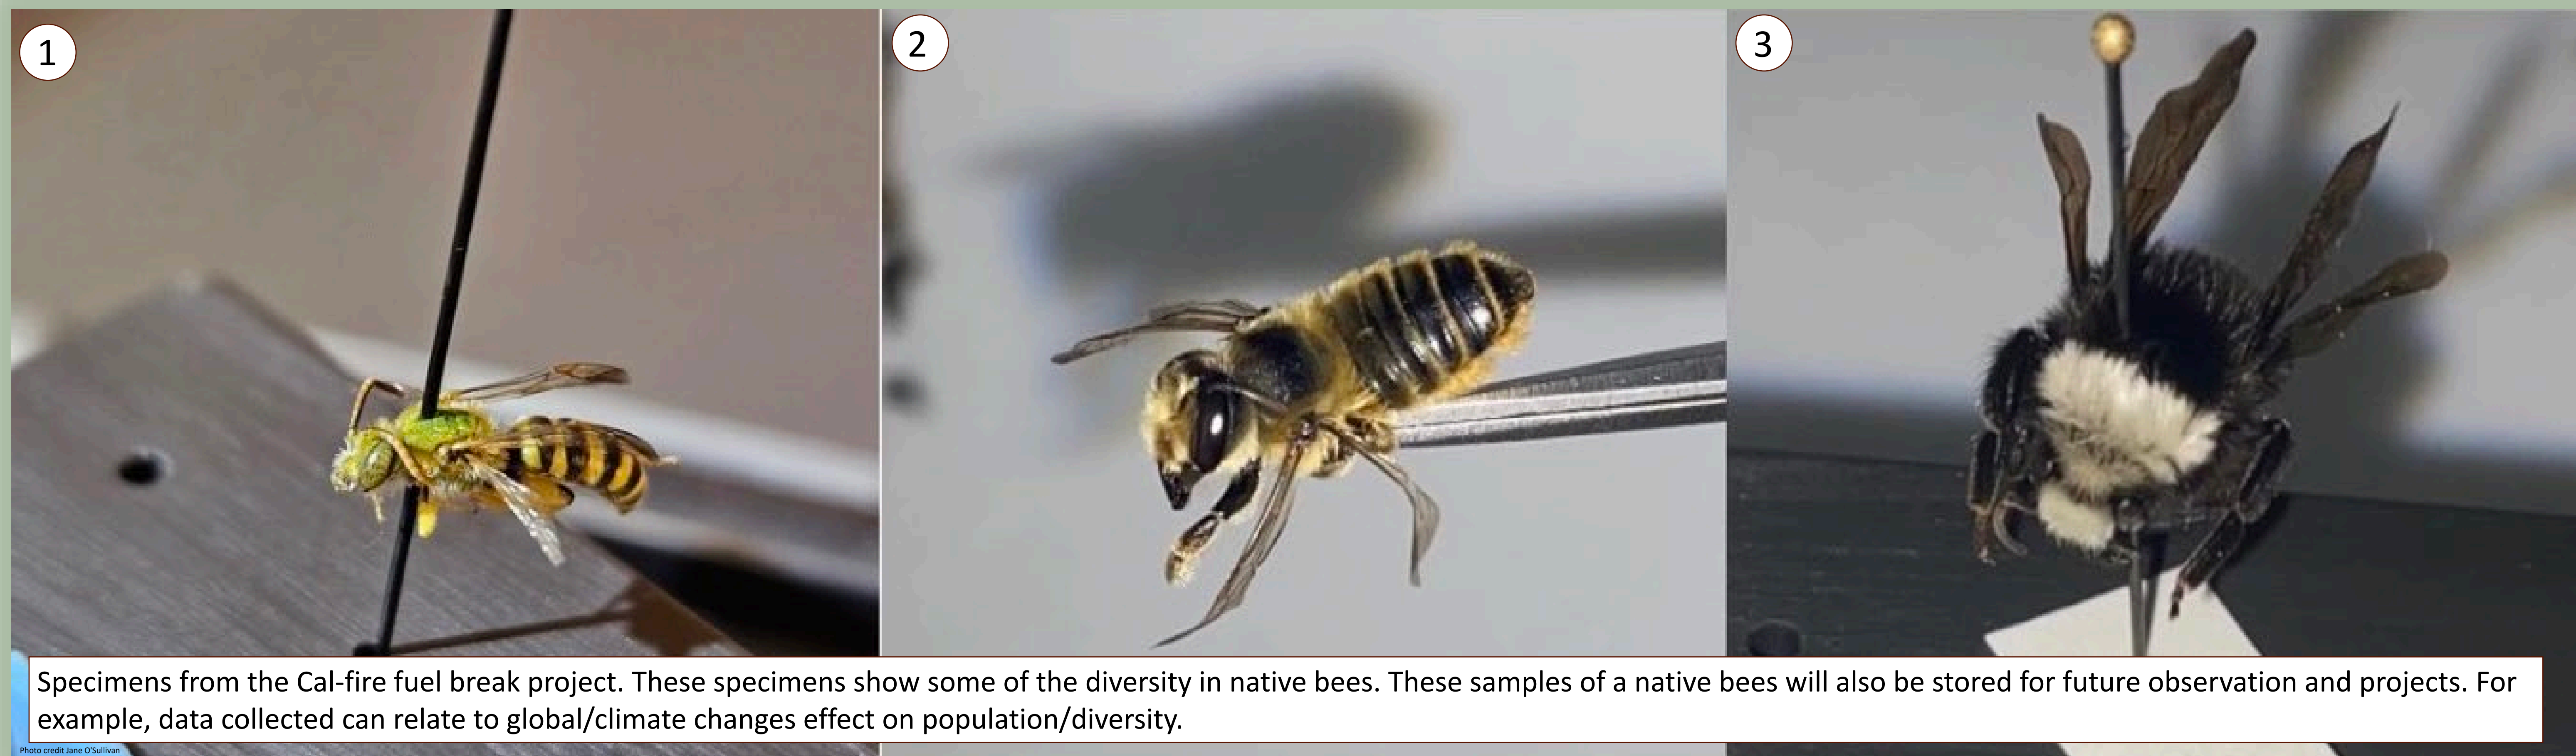 1
2
3
Specimens from the Cal-fire fuel break project. These specimens show some of the diversity in native bees. These samples of a native bees will also be stored for future observation and projects. For
example, data collected can relate to global/climate changes effect on population/diversity.
Photo credit Jane O'Sullivan